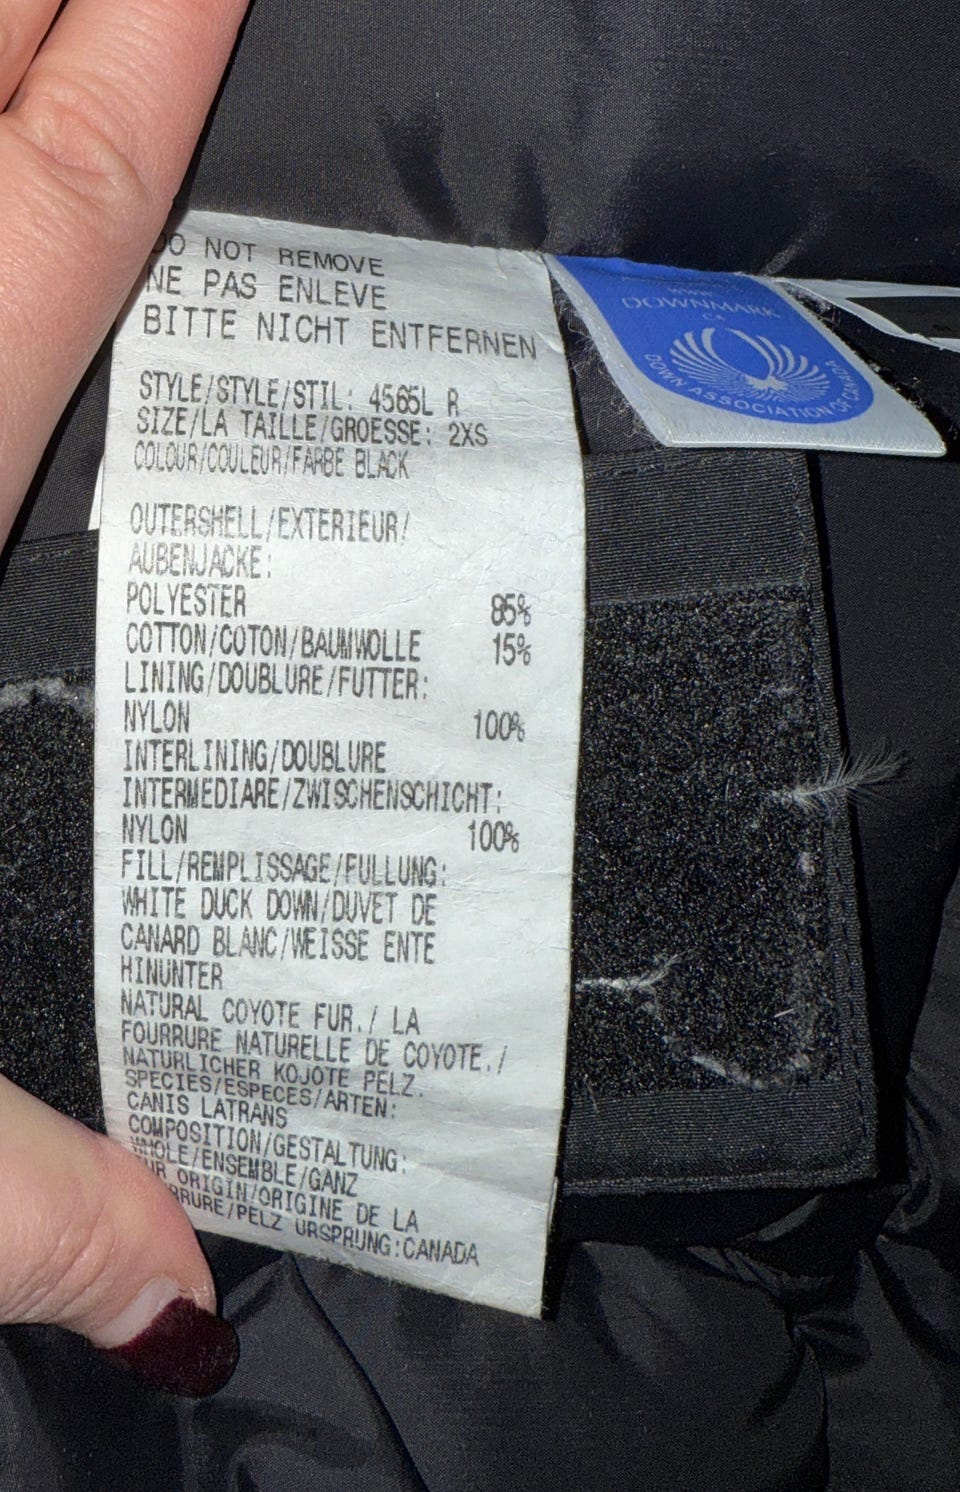 DO NOT REMOVE
NE PAS ENLEVE
BITTE NICHT ENTFERNEN
STYLE/STYLE/STIL: 4565L R
SIZE/LA TAILLE/GROESSE: 2XS
COLOUR/COULEUR/FARBE BLACK
OUTERSHELL/EXTERIEUR/
AUBENJACKE:
POLYESTER 85%
COTTON/COTON/BAUMWOLLE 15%
LINING/DOUBLURE/FUTTER:
NYLON 100%
INTERLINING/DOUBLURE
INTERMEDIARE/ZWISCHENSCHICHT:
NYLON 100%
FILL/REMPLISSAGE/FULLUNG:
WHITE DUCK DOWN/DUVET DE
CANARD BLANC/WEISSE ENTE
HINUNTER
NATURAL COYOTE FUR./ LA
FOURRURE NATURELLE DE COYOTE./
NATURLICHER KOJOTE PELZ.
SPECIES/ESPECES/ARTEN:
CANIS LATRANS
COMPOSITION/GESTALTUNG:
WHOLE/ENSEMBLE/GANZ
ORIGIN/ORIGINE DE LA
/PELZ URSPRUNG:CANADA
DOWNMARK
CA
DOWN ASSOCIATION OF CANADA